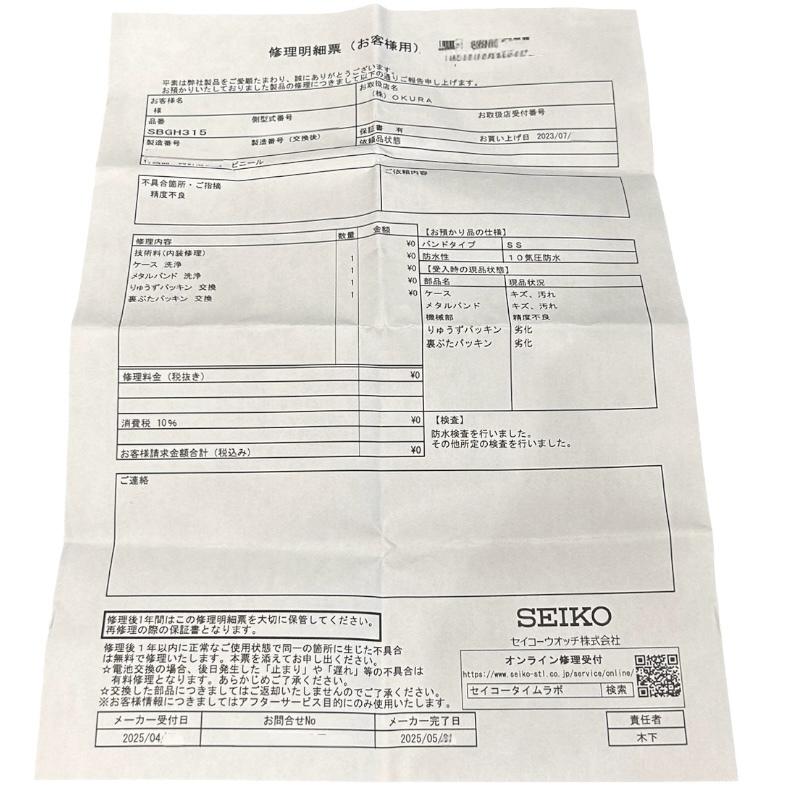 修理明細票（お客様用）
平素は弊社製品をご愛顧たまわり、誠にありがとうございます。
お預かりいたしておりました製品の修理につきまして以下の通りご報告申し上げます。
お客様名
様
お取扱店名
（株）ＯＫＵＲＡ
品番
側型式番号
お取扱店受付番号
ＳＢＧＨ３１５
保証書 有
お買い上げ日 2023/07/
製造番号
製造番号（交換後）
依頼品状態
ビニール
不具合箇所・ご指摘
ご依頼内容
精度不良
修理内容
数量
金額
技術料(内装修理) ¥0
ケース 洗浄 1 ¥0
メタルバンド 洗浄 1 ¥0
りゅうずパッキン 交換 1 ¥0
裏ぶたパッキン 交換 1 ¥0
修理料金（税抜き） ¥0
消費税 10% ¥0
お客様請求金額合計（税込み） ¥0
【お預かり品の仕様】
バンドタイプ ＳＳ
防水性 １０気圧防水
【受入時の現品状態】
部品名 現品状況
ケース キズ、汚れ
メタルバンド キズ、汚れ
機械部 精度不良
りゅうずパッキン 劣化
裏ぶたパッキン 劣化
【検査】
防水検査を行いました。
その他所定の検査を行いました。
ご連絡
修理後1年間はこの修理明細票を大切に保管してください。
再修理の際の保証書となります。
修理後１年以内に正常なご使用状態で同一の箇所に生じた不具合
は無料で修理いたします。本票を添えてお申し出ください。
☆電池交換の場合、後日発生した「止まり」や「遅れ」等の不具合は
有料修理となります。あらかじめご了承ください。
☆交換した部品につきましてはご返却いたしませんのでご了承ください。
※お客様情報につきましてはアフターサービス目的にのみ使用いたします。
SEIKO
セイコーウオッチ株式会社
オンライン修理受付
https://www.seiko-stl.co.jp/service/online/
セイコータイムラボ 検索
メーカー受付日 お問合せNo メーカー完了日 責任者
2025/04 2025/05/ 木下